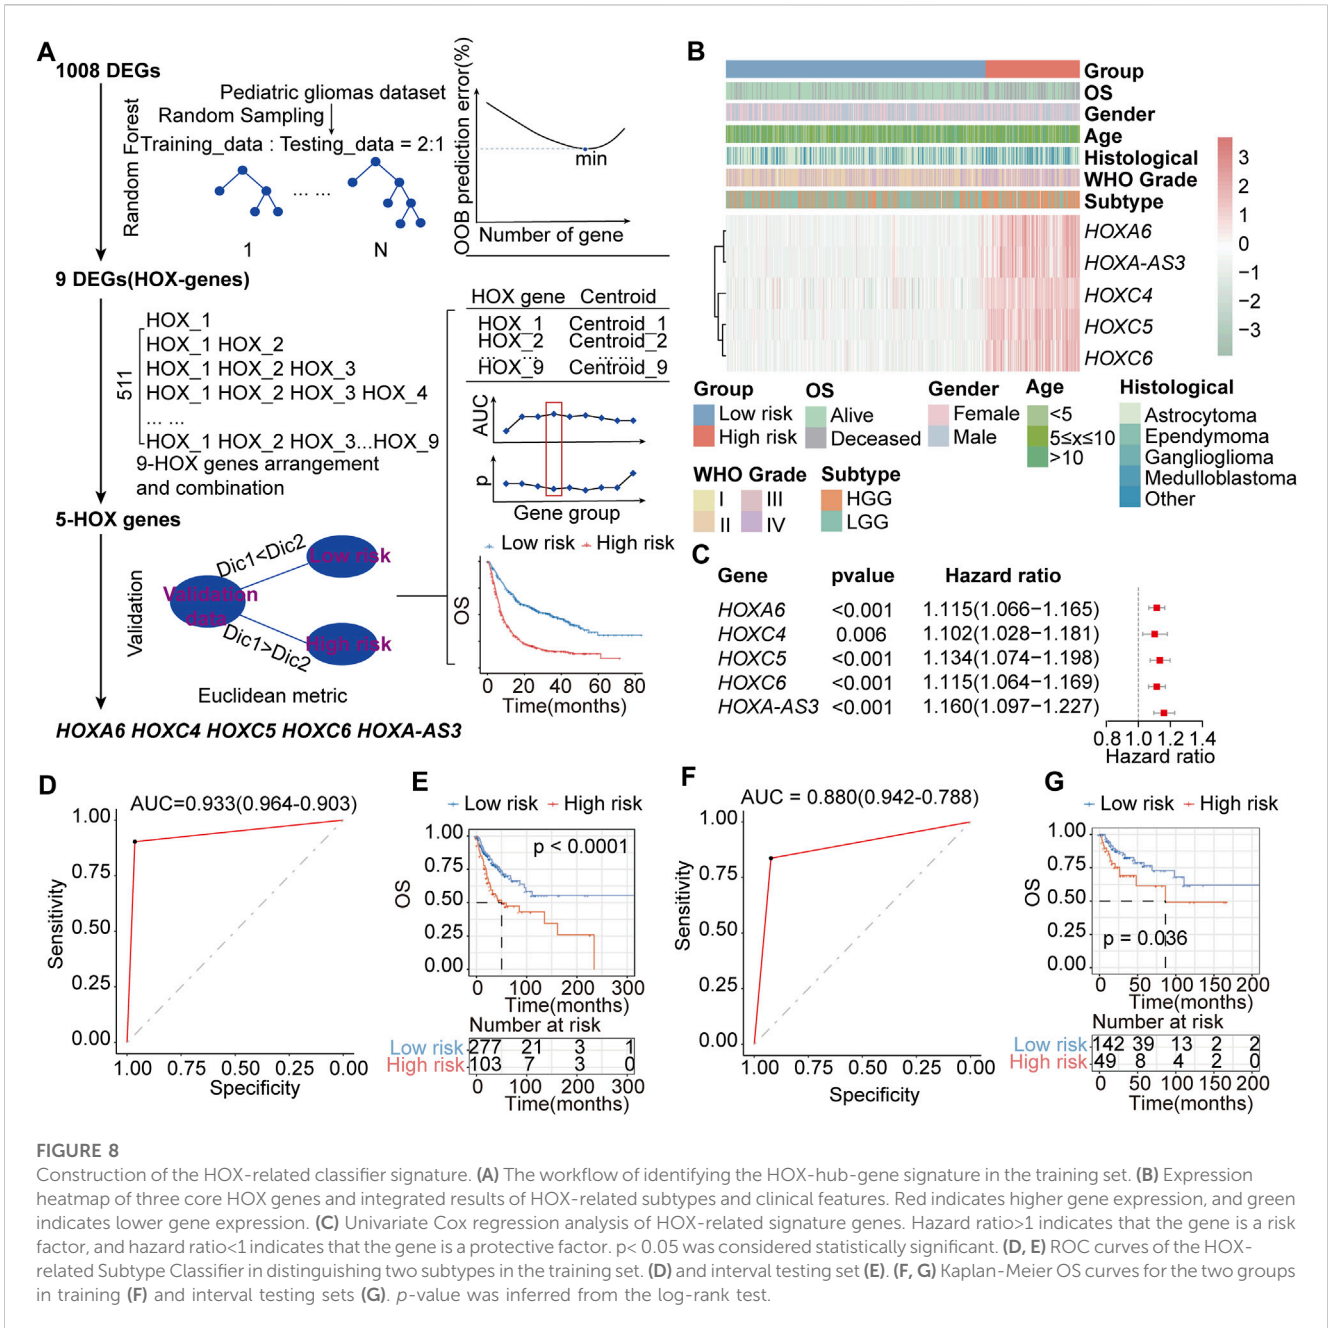 A
1008 DEGs
Random Forest
Pediatric gliomas dataset
Random Sampling
Training_data : Testing_data = 2:1
... ...
1
N
OOB prediction error(%)
min
Number of gene
9 DEGs(HOX-genes)
511
HOX_1
HOX_1 HOX_2
HOX_1 HOX_2 HOX_3
HOX_1 HOX_2 HOX_3 HOX_4
... ...
HOX_1 HOX_2 HOX_3...HOX_9
9-HOX genes arrangement
and combination
HOX gene Centroid
HOX_1 Centroid_1
HOX_2 Centroid_2
... ... ... ...
HOX_9 Centroid_9
AUC
p
Gene group
5-HOX genes
Validation
Validation
data
Dic1<Dic2
Low risk
Dic1>Dic2
High risk
Euclidean metric
Low risk High risk
OS
0 20 40 60 80
Time(months)
HOXA6 HOXC4 HOXC5 HOXC6 HOXA-AS3
B
Group
OS
Gender
Age
Histological
WHO Grade
Subtype
HOXA6
HOXA-AS3
HOXC4
HOXC5
HOXC6
3
2
1
0
−1
−2
−3
Group
Low risk
High risk
OS
Alive
Deceased
Gender
Female
Male
Age
<5
5≤x≤10
>10
Histological
Astrocytoma
Ependymoma
Ganglioglioma
Medulloblastoma
Other
WHO Grade
I III
II IV
Subtype
HGG
LGG
C
Gene pvalue Hazard ratio
HOXA6 <0.001 1.115(1.066−1.165)
HOXC4 0.006 1.102(1.028−1.181)
HOXC5 <0.001 1.134(1.074−1.198)
HOXC6 <0.001 1.115(1.064−1.169)
HOXA-AS3 <0.001 1.160(1.097−1.227)
0.8 1.0 1.2 1.4
Hazard ratio
D
AUC=0.933(0.964-0.903)
Sensitivity
1.00
0.75
0.50
0.25
0.00
1.00 0.75 0.50 0.25 0.00
Specificity
E
Low risk High risk
OS
1.00
0.75
0.50
0.25
0.00
p < 0.0001
0 100 200 300
Time(months)
Number at risk
Low risk 277 21 3 1
High risk 103 7 3 0
0 100 200 300
Time(months)
F
AUC = 0.880(0.942-0.788)
Sensitivity
1.00
0.75
0.50
0.25
0.00
1.00 0.75 0.50 0.25 0.00
Specificity
G
Low risk High risk
OS
1.00
0.75
0.50
0.25
0.00
p = 0.036
0 50 100 150 200
Time(months)
Number at risk
Low risk 142 39 13 2 2
High risk 49 8 4 2 0
0 50 100 150 200
Time(months)
FIGURE 8
Construction of the HOX-related classifier signature. (A) The workflow of identifying the HOX-hub-gene signature in the training set. (B) Expression
heatmap of three core HOX genes and integrated results of HOX-related subtypes and clinical features. Red indicates higher gene expression, and green
indicates lower gene expression. (C) Univariate Cox regression analysis of HOX-related signature genes. Hazard ratio>1 indicates that the gene is a risk
factor, and hazard ratio<1 indicates that the gene is a protective factor. p< 0.05 was considered statistically significant. (D, E) ROC curves of the HOX-
related Subtype Classifier in distinguishing two subtypes in the training set. (D) and interval testing set (E). (F, G) Kaplan-Meier OS curves for the two groups
in training (F) and interval testing sets (G). p-value was inferred from the log-rank test.